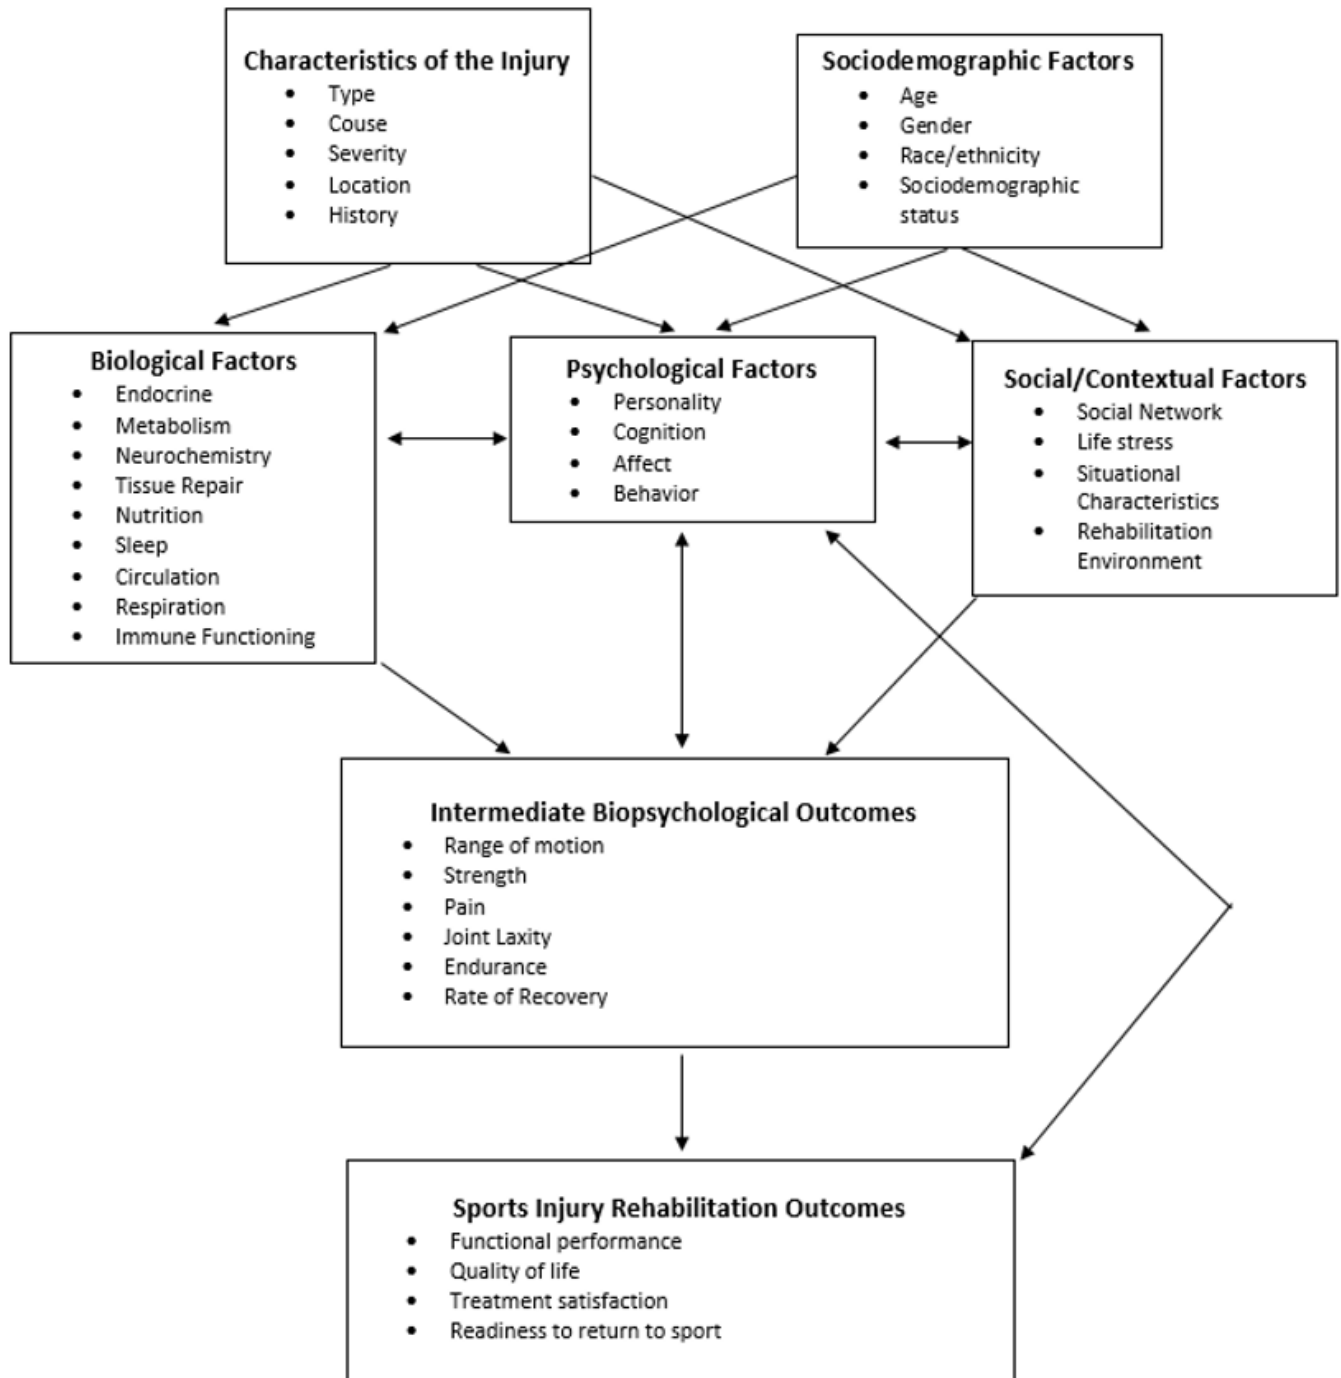 Characteristics of the Injury
• Type
• Couse
• Severity
• Location
• History
Sociodemographic Factors
• Age
• Gender
• Race/ethnicity
• Sociodemographic
status
Biological Factors
• Endocrine
• Metabolism
• Neurochemistry
• Tissue Repair
• Nutrition
• Sleep
• Circulation
• Respiration
• Immune Functioning
Psychological Factors
• Personality
• Cognition
• Affect
• Behavior
Social/Contextual Factors
• Social Network
• Life stress
• Situational
Characteristics
• Rehabilitation
Environment
Intermediate Biopsychological Outcomes
• Range of motion
• Strength
• Pain
• Joint Laxity
• Endurance
• Rate of Recovery
Sports Injury Rehabilitation Outcomes
• Functional performance
• Quality of life
• Treatment satisfaction
• Readiness to return to sport